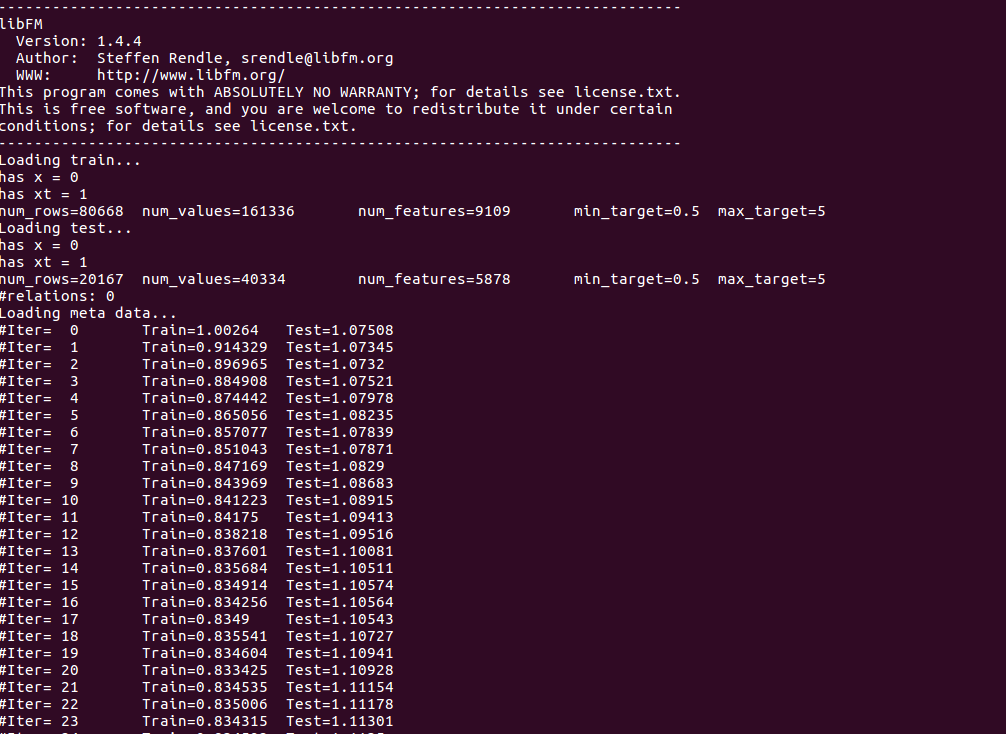 ---------------------------------------------------------------------------
libFM
Version: 1.4.4
Author: Steffen Rendle, srendle@libfm.org
WWW: http://www.libfm.org/
This program comes with ABSOLUTELY NO WARRANTY; for details see license.txt.
This is free software, and you are welcome to redistribute it under certain
conditions; for details see license.txt.
---------------------------------------------------------------------------
Loading train...
has x = 0
has xt = 1
num_rows=80668 num_values=161336 num_features=9109 min_target=0.5 max_target=5
Loading test...
has x = 0
has xt = 1
num_rows=20167 num_values=40334 num_features=5878 min_target=0.5 max_target=5
#relations: 0
Loading meta data...
#Iter= 0 Train=1.00264 Test=1.07508
#Iter= 1 Train=0.914329 Test=1.07345
#Iter= 2 Train=0.896965 Test=1.0732
#Iter= 3 Train=0.884908 Test=1.07521
#Iter= 4 Train=0.874442 Test=1.07978
#Iter= 5 Train=0.865056 Test=1.08235
#Iter= 6 Train=0.857077 Test=1.07839
#Iter= 7 Train=0.851043 Test=1.07871
#Iter= 8 Train=0.847169 Test=1.0829
#Iter= 9 Train=0.843969 Test=1.08683
#Iter= 10 Train=0.841223 Test=1.08915
#Iter= 11 Train=0.84175 Test=1.09413
#Iter= 12 Train=0.838218 Test=1.09516
#Iter= 13 Train=0.837601 Test=1.10081
#Iter= 14 Train=0.835684 Test=1.10511
#Iter= 15 Train=0.834914 Test=1.10574
#Iter= 16 Train=0.834256 Test=1.10564
#Iter= 17 Train=0.8349 Test=1.10543
#Iter= 18 Train=0.835541 Test=1.10727
#Iter= 19 Train=0.834604 Test=1.10941
#Iter= 20 Train=0.833425 Test=1.10928
#Iter= 21 Train=0.834535 Test=1.11154
#Iter= 22 Train=0.835006 Test=1.11178
#Iter= 23 Train=0.834315 Test=1.11301